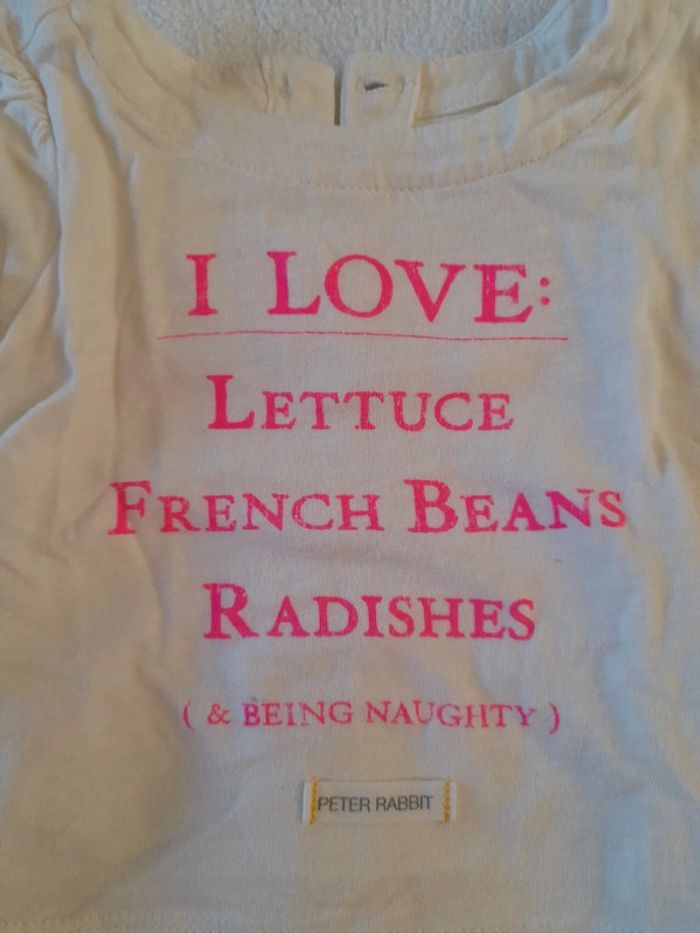 I LOVE:
LETTUCE
FRENCH BEANS
RADISHES
( & BEING NAUGHTY )
PETER RABBIT